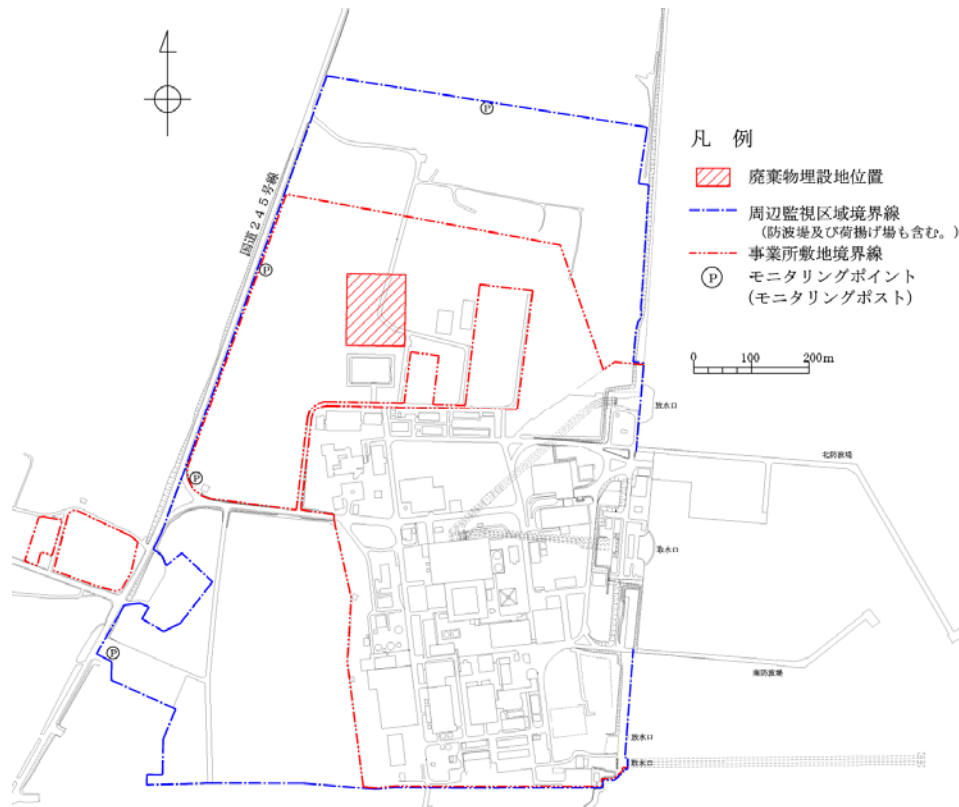 凡 例
廃棄物埋設地位置
周辺監視区域境界線
(防波堤及び荷揚げ場も含む。)
事業所敷地境界線
P モニタリングポイント
(モニタリングポスト)
0 100 200m
国道245号線
P
P
P
P
放水口
北防波堤
取水口
南防波堤
放水口
取水口